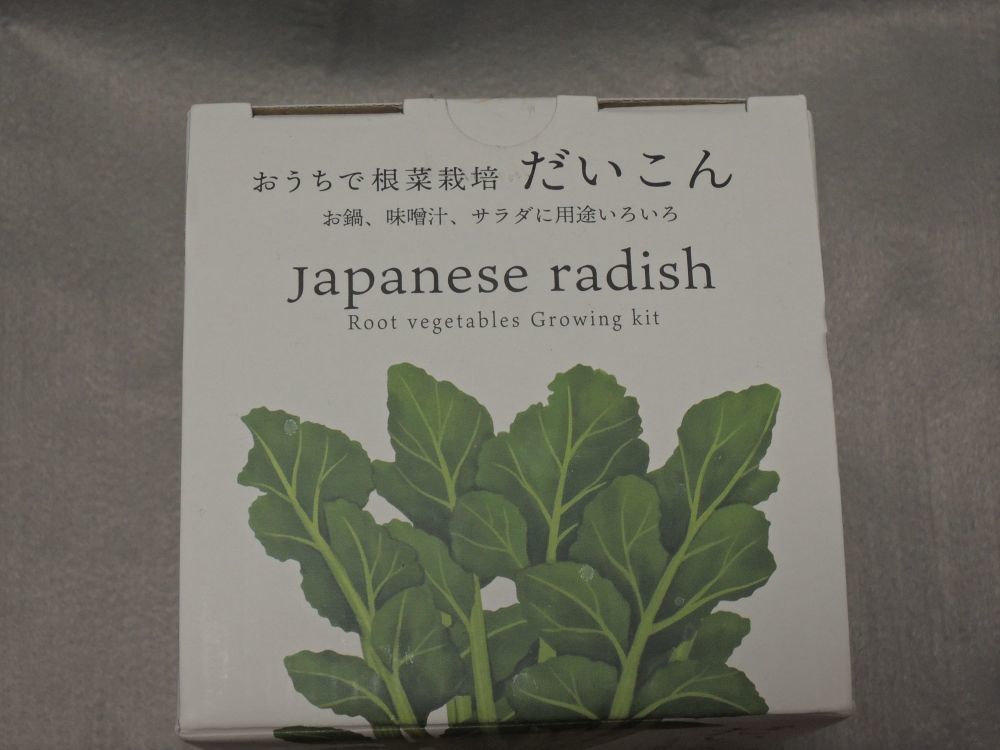 おうちで根菜栽培 だいこん
お鍋、味噌汁、サラダに用途いろいろ
Japanese radish
Root vegetables Growing kit